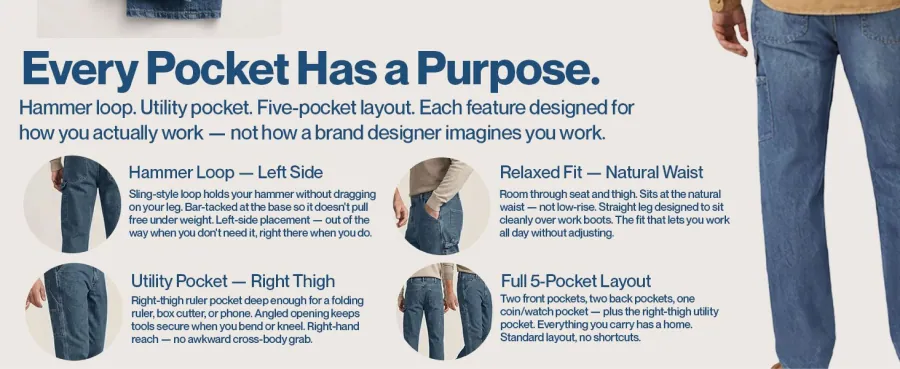 Every Pocket Has a Purpose.
Hammer loop. Utility pocket. Five-pocket layout. Each feature designed for
how you actually work — not how a brand designer imagines you work.
Hammer Loop — Left Side
Sling-style loop holds your hammer without dragging
on your leg. Bar-tacked at the base so it doesn't pull
free under weight. Left-side placement — out of the
way when you don't need it, right there when you do.
Relaxed Fit — Natural Waist
Room through seat and thigh. Sits at the natural
waist — not low-rise. Straight leg designed to sit
cleanly over work boots. The fit that lets you work
all day without adjusting.
Utility Pocket — Right Thigh
Right-thigh ruler pocket deep enough for a folding
ruler, box cutter, or phone. Angled opening keeps
tools secure when you bend or kneel. Right-hand
reach — no awkward cross-body grab.
Full 5-Pocket Layout
Two front pockets, two back pockets, one
coin/watch pocket — plus the right-thigh utility
pocket. Everything you carry has a home.
Standard layout, no shortcuts.